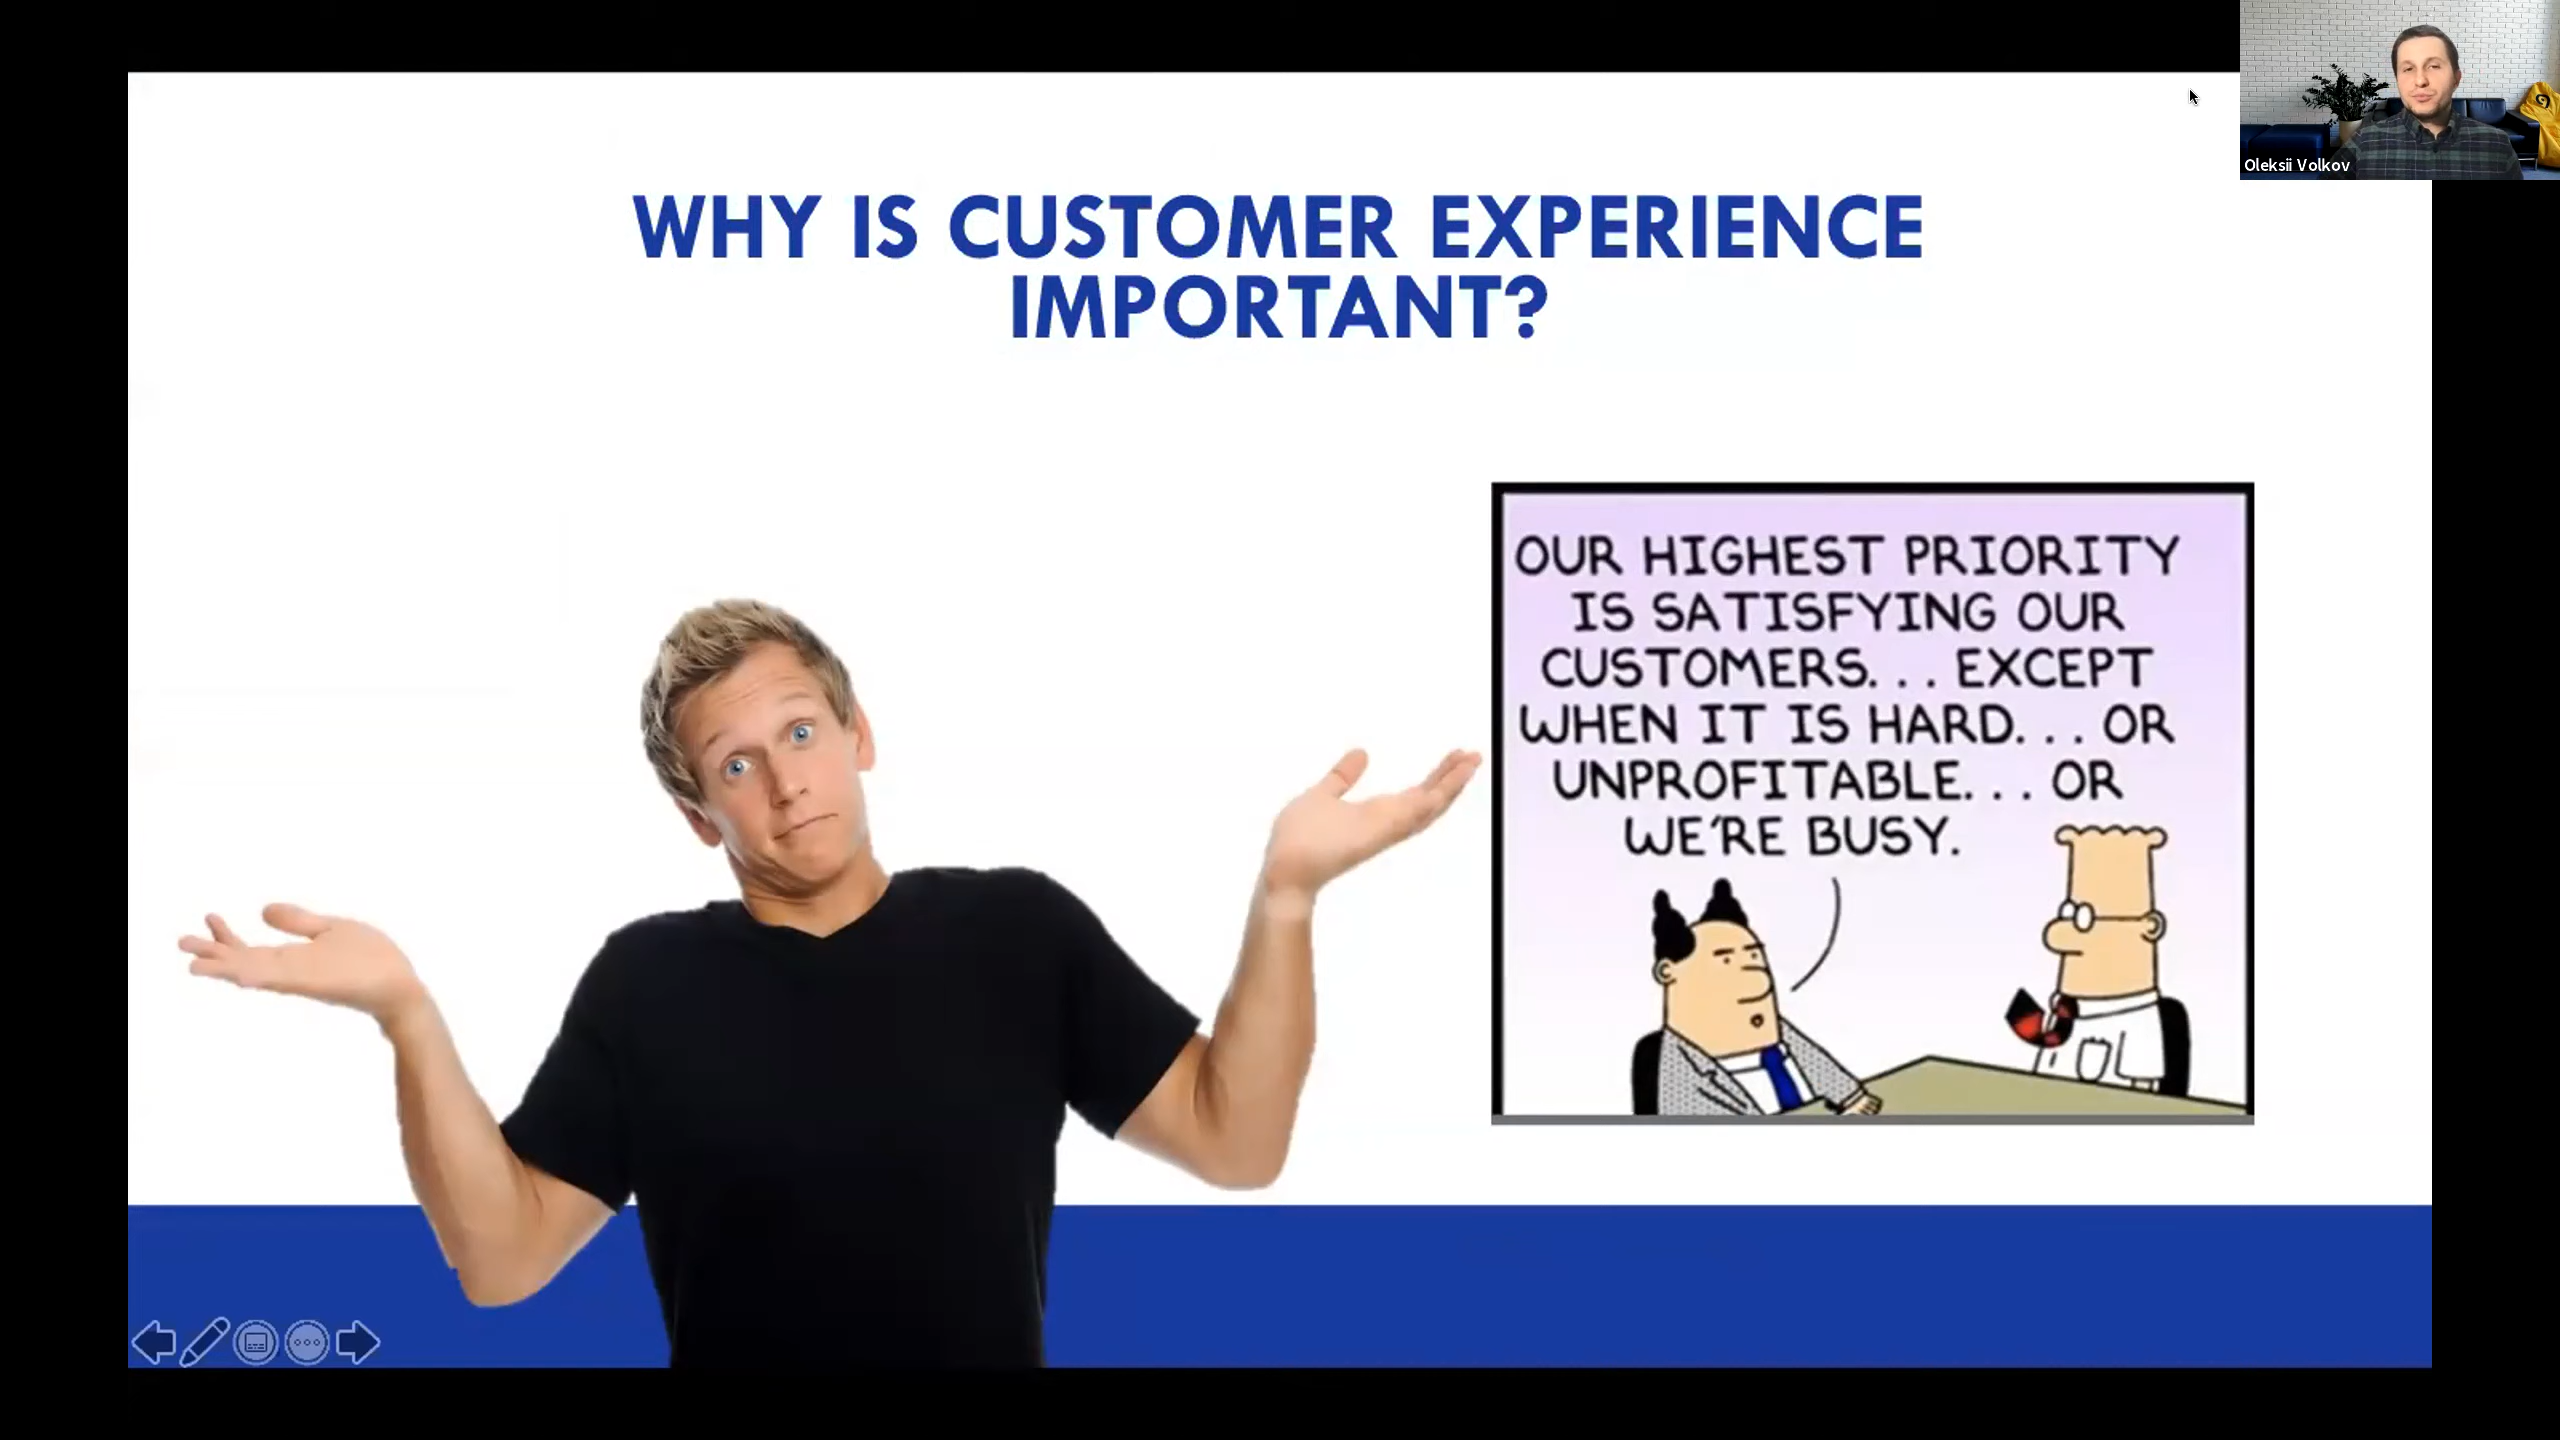 Oleksii Volkov
WHY IS CUSTOMER EXPERIENCE
IMPORTANT?
OUR HIGHEST PRIORITY
IS SATISFYING OUR
CUSTOMERS. . . EXCEPT
WHEN IT IS HARD. . . OR
UNPROFITABLE. . . OR
WE'RE BUSY.